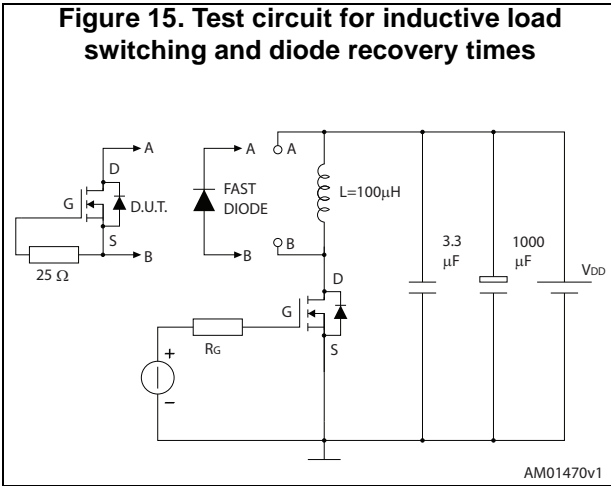 Figure 15. Test circuit for inductive load
switching and diode recovery times
A
D
G
D.U.T.
S
B
25 Ω
A
FAST
DIODE
B
A
L=100μH
B
D
G
S
RG
+
–
3.3
μF
1000
μF
VDD
AM01470v1